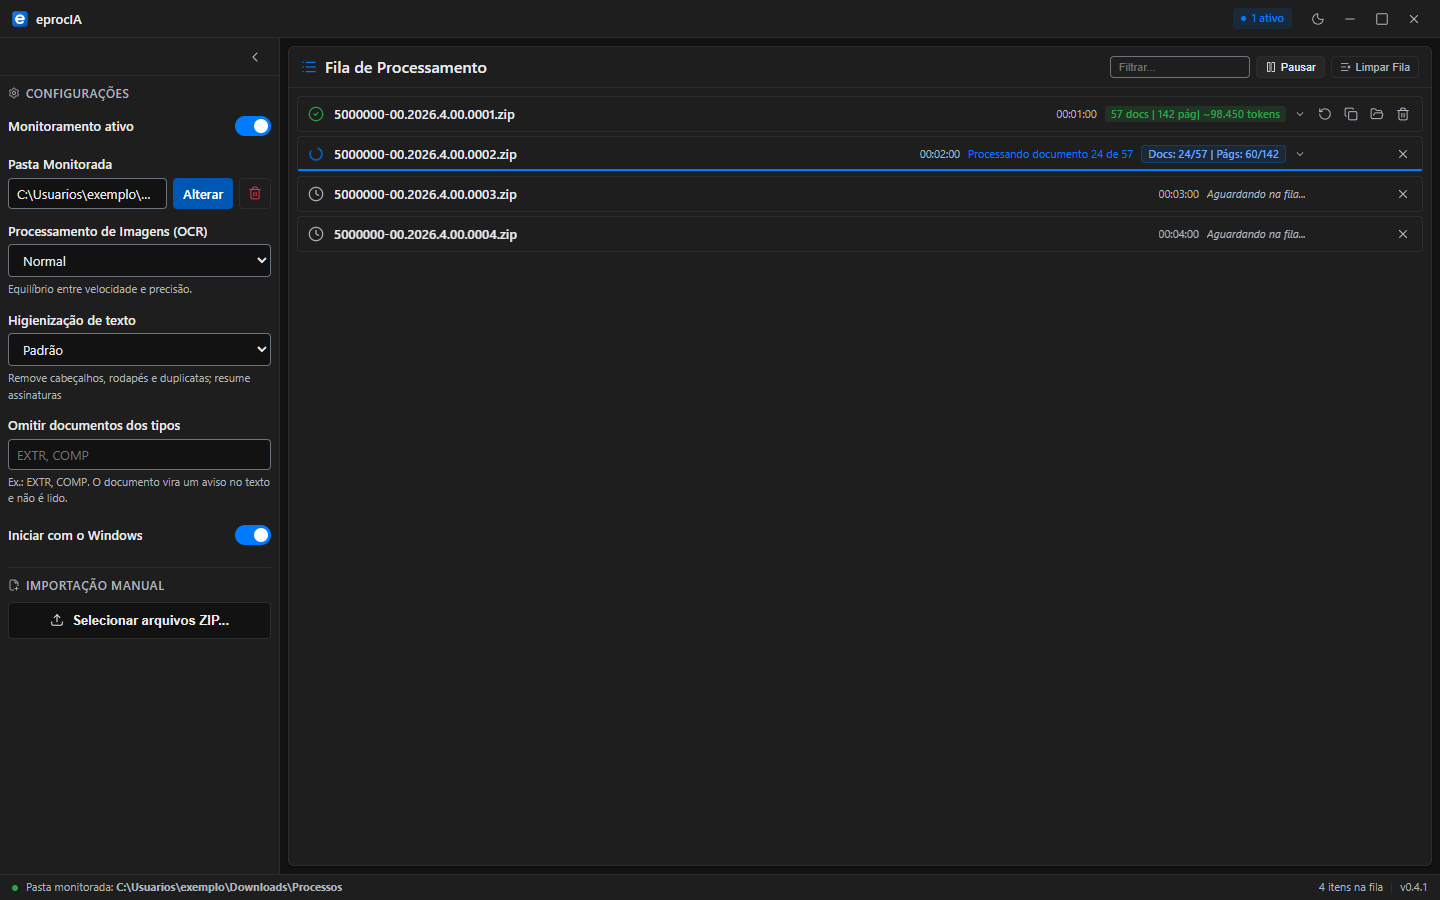 eprocIA
1 ativo
CONFIGURAÇÕES
Monitoramento ativo
Pasta Monitorada
C:\Usuarios\exemplo\...
Alterar
Processamento de Imagens (OCR)
Normal
Equilíbrio entre velocidade e precisão.
Higienização de texto
Padrão
Remove cabeçalhos, rodapés e duplicatas; resume
assinaturas
Omitir documentos dos tipos
EXTR, COMP
Ex.: EXTR, COMP. O documento vira um aviso no texto
e não é lido.
Iniciar com o Windows
IMPORTAÇÃO MANUAL
Selecionar arquivos ZIP...
Fila de Processamento
Filtrar...
Pausar
Limpar Fila
5000000-00.2026.4.00.0001.zip 00:01:00 57 docs | 142 pág| ~98.450 tokens
5000000-00.2026.4.00.0002.zip 00:02:00 Processando documento 24 de 57 Docs: 24/57 | Págs: 60/142
5000000-00.2026.4.00.0003.zip 00:03:00 Aguardando na fila...
5000000-00.2026.4.00.0004.zip 00:04:00 Aguardando na fila...
Pasta monitorada: C:\Usuarios\exemplo\Downloads\Processos
4 itens na fila
v0.4.1